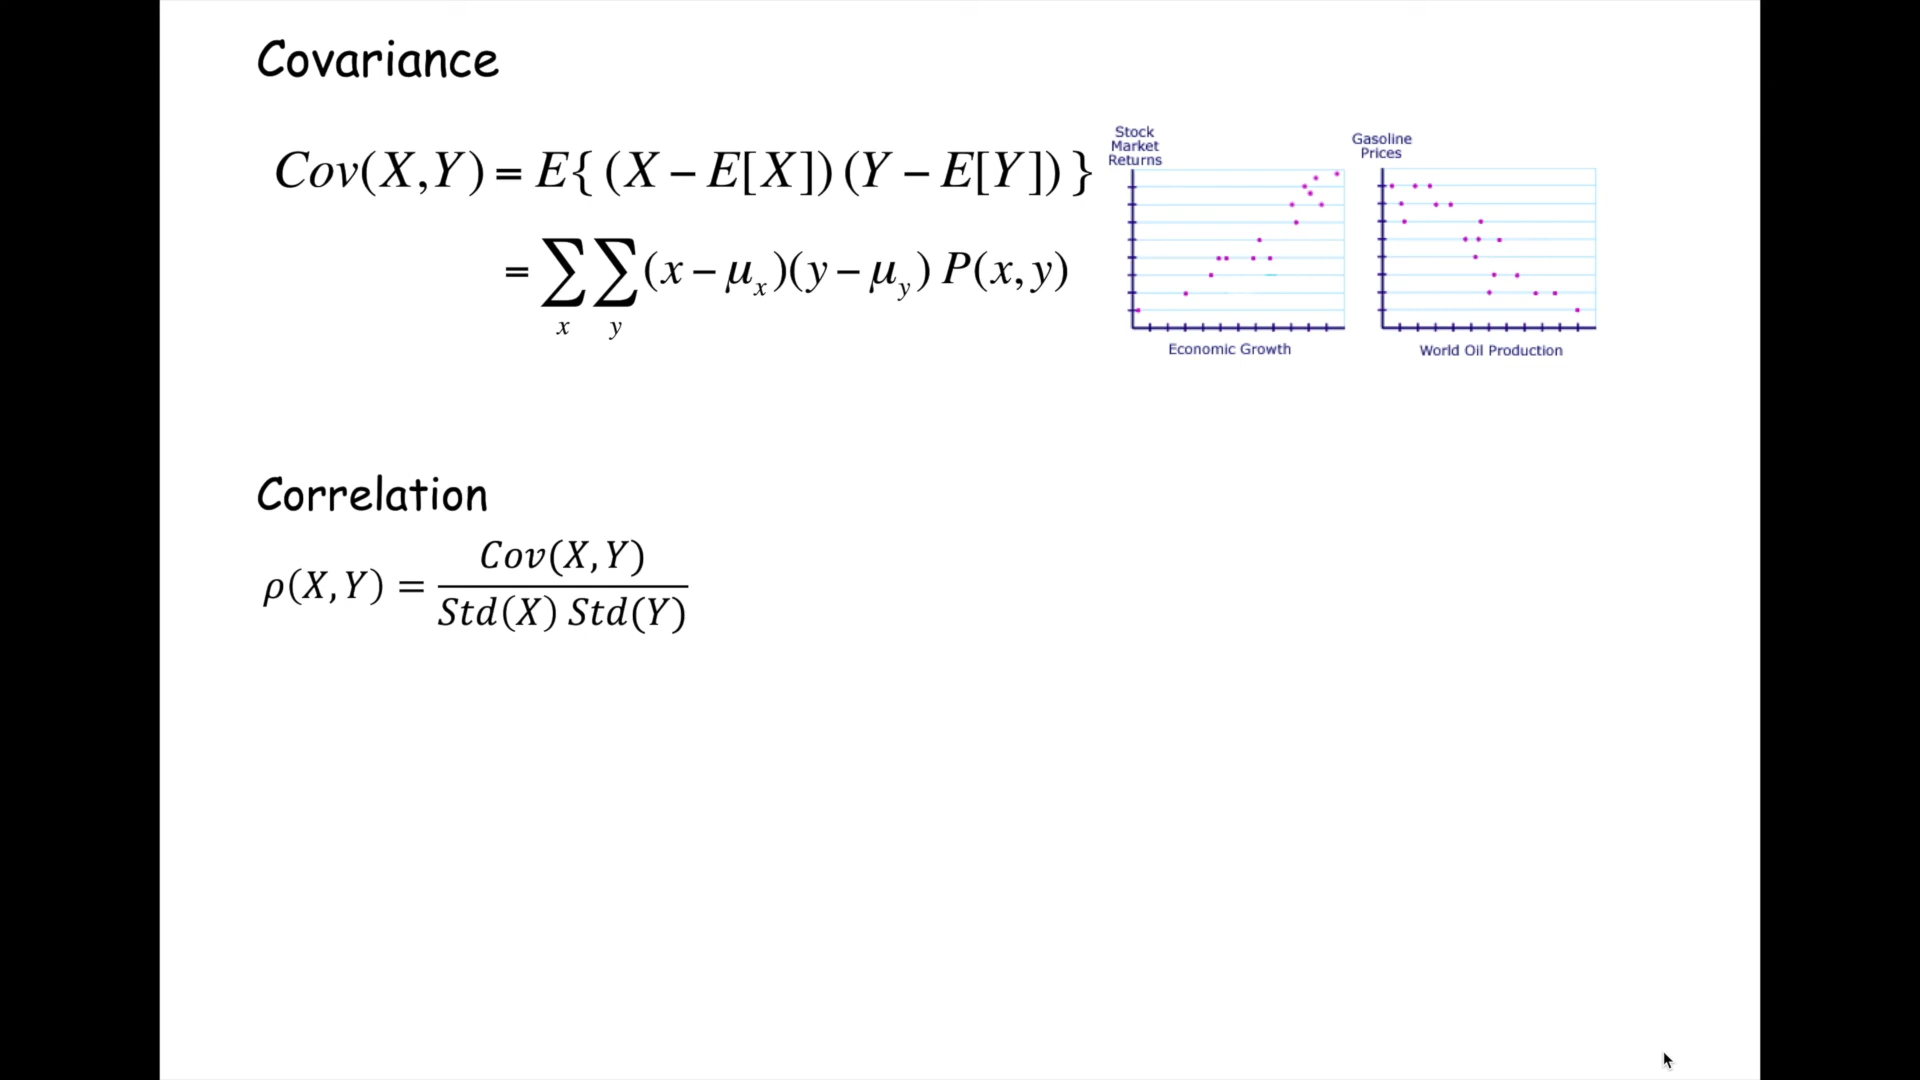 Covariance
Cov(X,Y) = E{ (X − E[X]) (Y − E[Y]) }
= ∑∑(x − μx)(y − μy) P(x, y)
x y
Stock
Market
Returns
Economic Growth
Gasoline
Prices
World Oil Production
Correlation
ρ(X,Y) = Cov(X,Y)
Std(X) Std(Y)